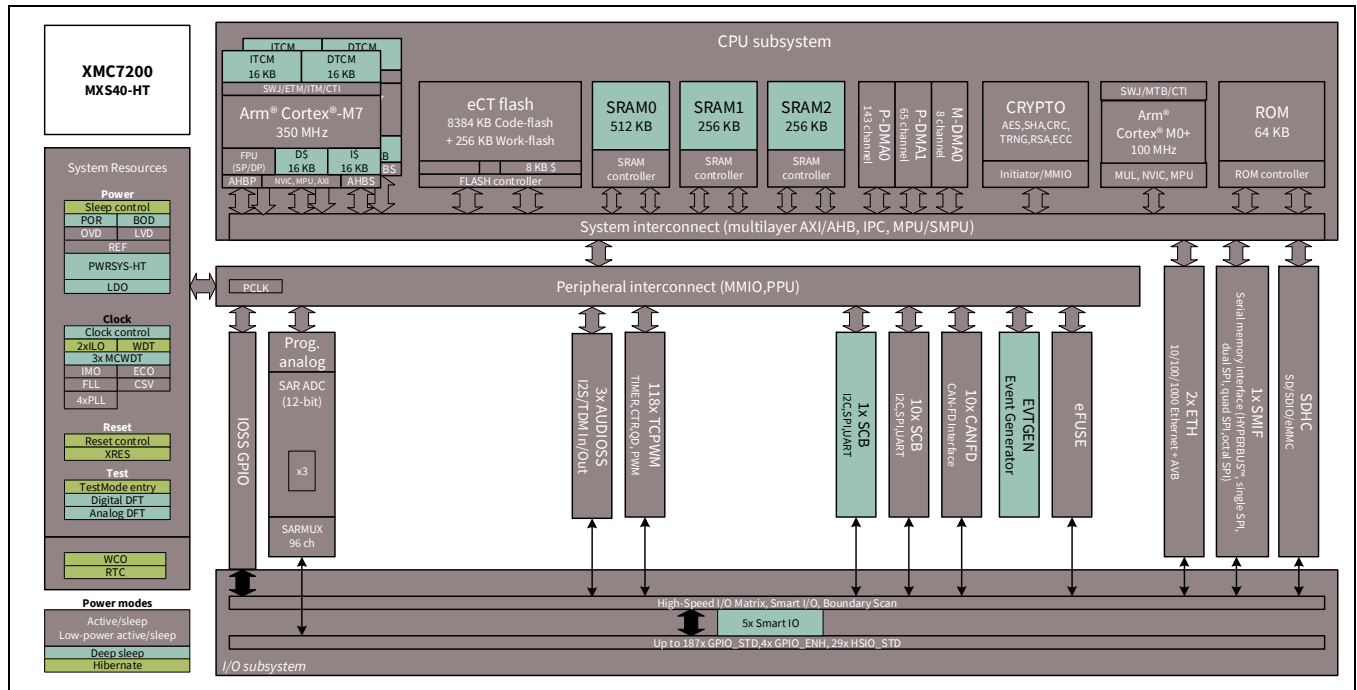 XMC7200
MXS40-HT
System Resources
Power
Sleep control
POR
BOD
OVD
LVD
REF
PWRSYS-HT
LDO
Clock
Clock control
2xILO
WDT
3x MCWDT
IMO
ECO
FLL
CSV
4xPLL
Reset
Reset control
XRES
Test
TestMode entry
Digital DFT
Analog DFT
WCO
RTC
Power modes
Active/sleep
Low-power active/sleep
Deep sleep
Hibernate
CPU subsystem
ITCM
DTCM
ITCM
16 KB
DTCM
16 KB
SWJ/ETM/ITM/CTI
Arm® Cortex®-M7
350 MHz
FPU
(SP/DP)
D$
16 KB
I$
16 KB
AHBP
NVIC, MPU, AXI
AHBS
eCT flash
8384 KB Code-flash
+ 256 KB Work-flash
8 KB $
FLASH controller
SRAM0
512 KB
SRAM
controller
SRAM1
256 KB
SRAM
controller
SRAM2
256 KB
SRAM
controller
P-DMA0
143 channel
P-DMA1
65 channel
M-DMA0
8 channel
CRYPTO
AES,SHA,CRC,
TRNG,RSA,ECC
Initiator/MMIO
SWJ/MTB/CTI
Arm®
Cortex® M0+
100 MHz
MUL, NVIC, MPU
ROM
64 KB
ROM controller
System interconnect (multilayer AXI/AHB, IPC, MPU/SMPU)
PCLK
Peripheral interconnect (MMIO,PPU)
IOSS GPIO
Prog.
analog
SAR ADC
(12-bit)
x3
SARMUX
96 ch
3x AUDIOSS
I2S/TDM In/Out
118x TCPWM
TIMER,CTR,QD, PWM
1x SCB
I2C,SPI,UART
10x SCB
I2C,SPI,UART
10x CANFD
CAN-FD Interface
EVTGEN
Event Generator
eFUSE
2x ETH
10/100/1000 Ethernet + AVB
1x SMIF
Serial memory interface (HYPERBUS™, single SPI,
dual SPI, quad SPI,octal SPI)
SDHC
SD/SDIO/eMMC
High-Speed I/O Matrix, Smart I/O, Boundary Scan
5x Smart IO
Up to 187x GPIO_STD,4x GPIO_ENH, 29x HSIO_STD
I/O subsystem